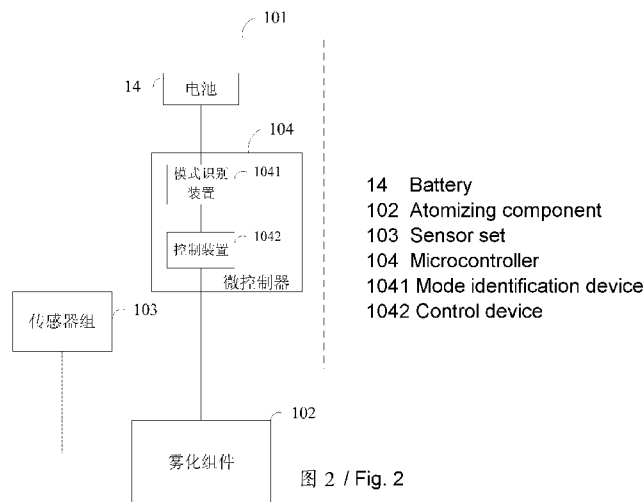 101
14
电池
104
模式识别
装置
1041
控制装置
1042
微控制器
传感器组
103
102
雾化组件
图 2 / Fig. 2
14 Battery
102 Atomizing component
103 Sensor set
104 Microcontroller
1041 Mode identification device
1042 Control device